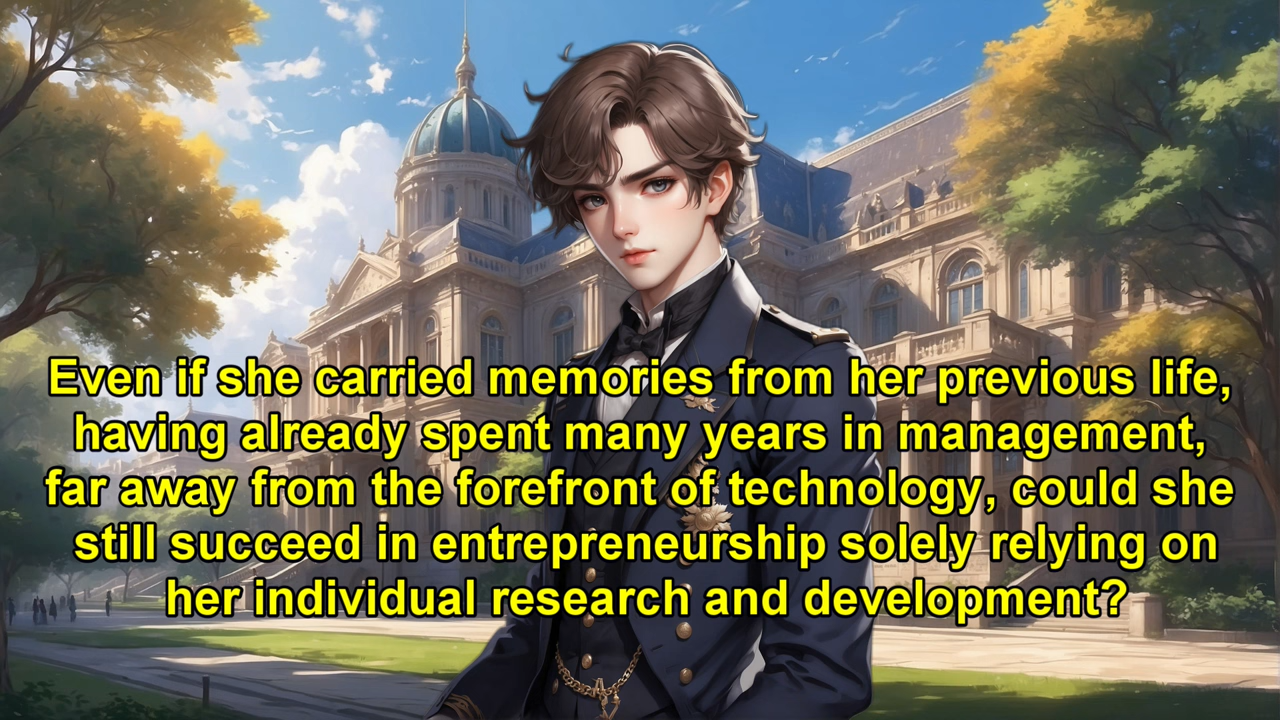 Even if she carried memories from her previous life,
having already spent many years in management,
far away from the forefront of technology, could she
still succeed in entrepreneurship solely relying on
her individual research and development?